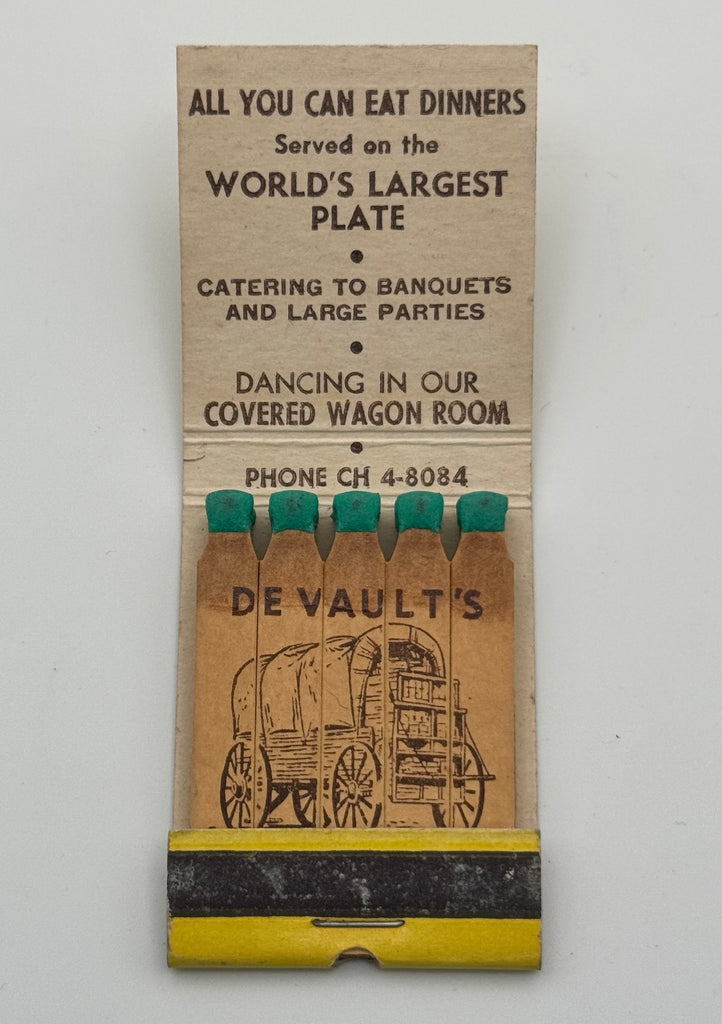 ALL YOU CAN EAT DINNERS
Served on the
WORLD'S LARGEST
PLATE
•
CATERING TO BANQUETS
AND LARGE PARTIES
•
DANCING IN OUR
COVERED WAGON ROOM
•
PHONE CH 4-8084
DE VAULT'S